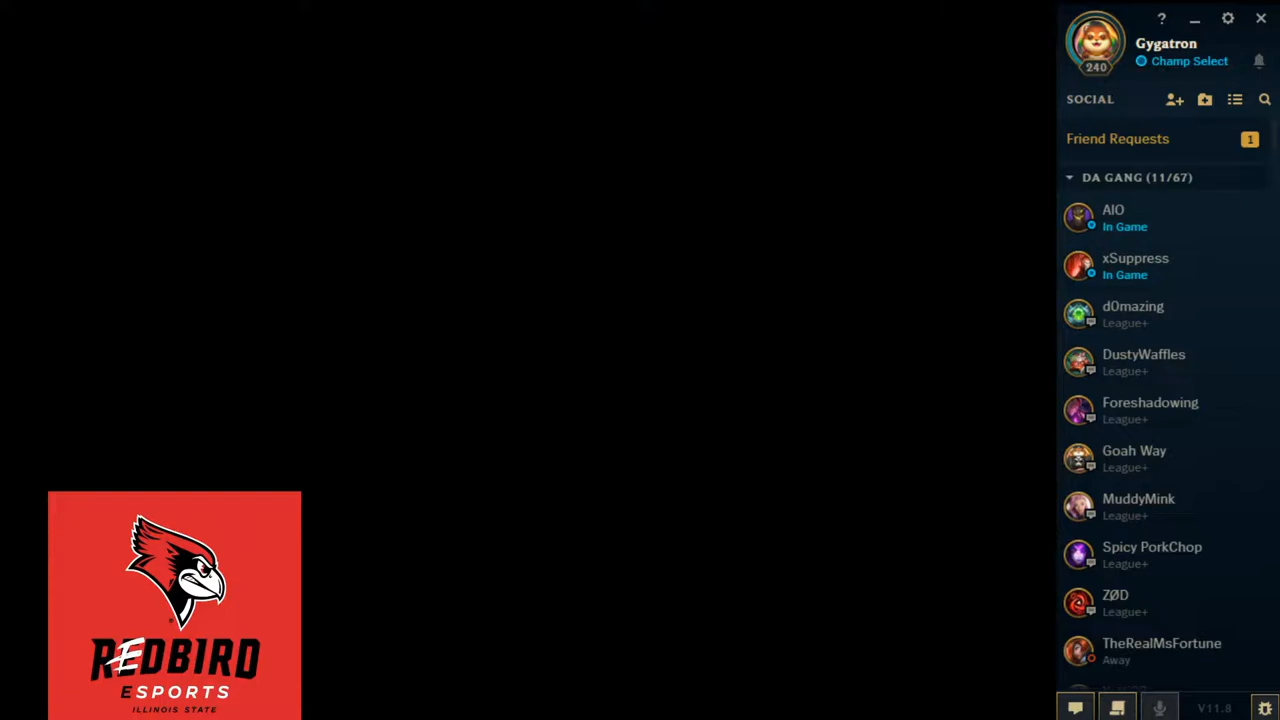 ?
Gygatron
Champ Select
240
SOCIAL
Friend Requests 1
DA GANG (11/67)
AIO
In Game
xSuppress
In Game
d0mazing
League+
DustyWaffles
League+
Foreshadowing
League+
Goah Way
League+
MuddyMink
League+
Spicy PorkChop
League+
ZØD
League+
TheRealMsFortune
Away
V11.8
REDBIRD
ESPORTS
ILLINOIS STATE